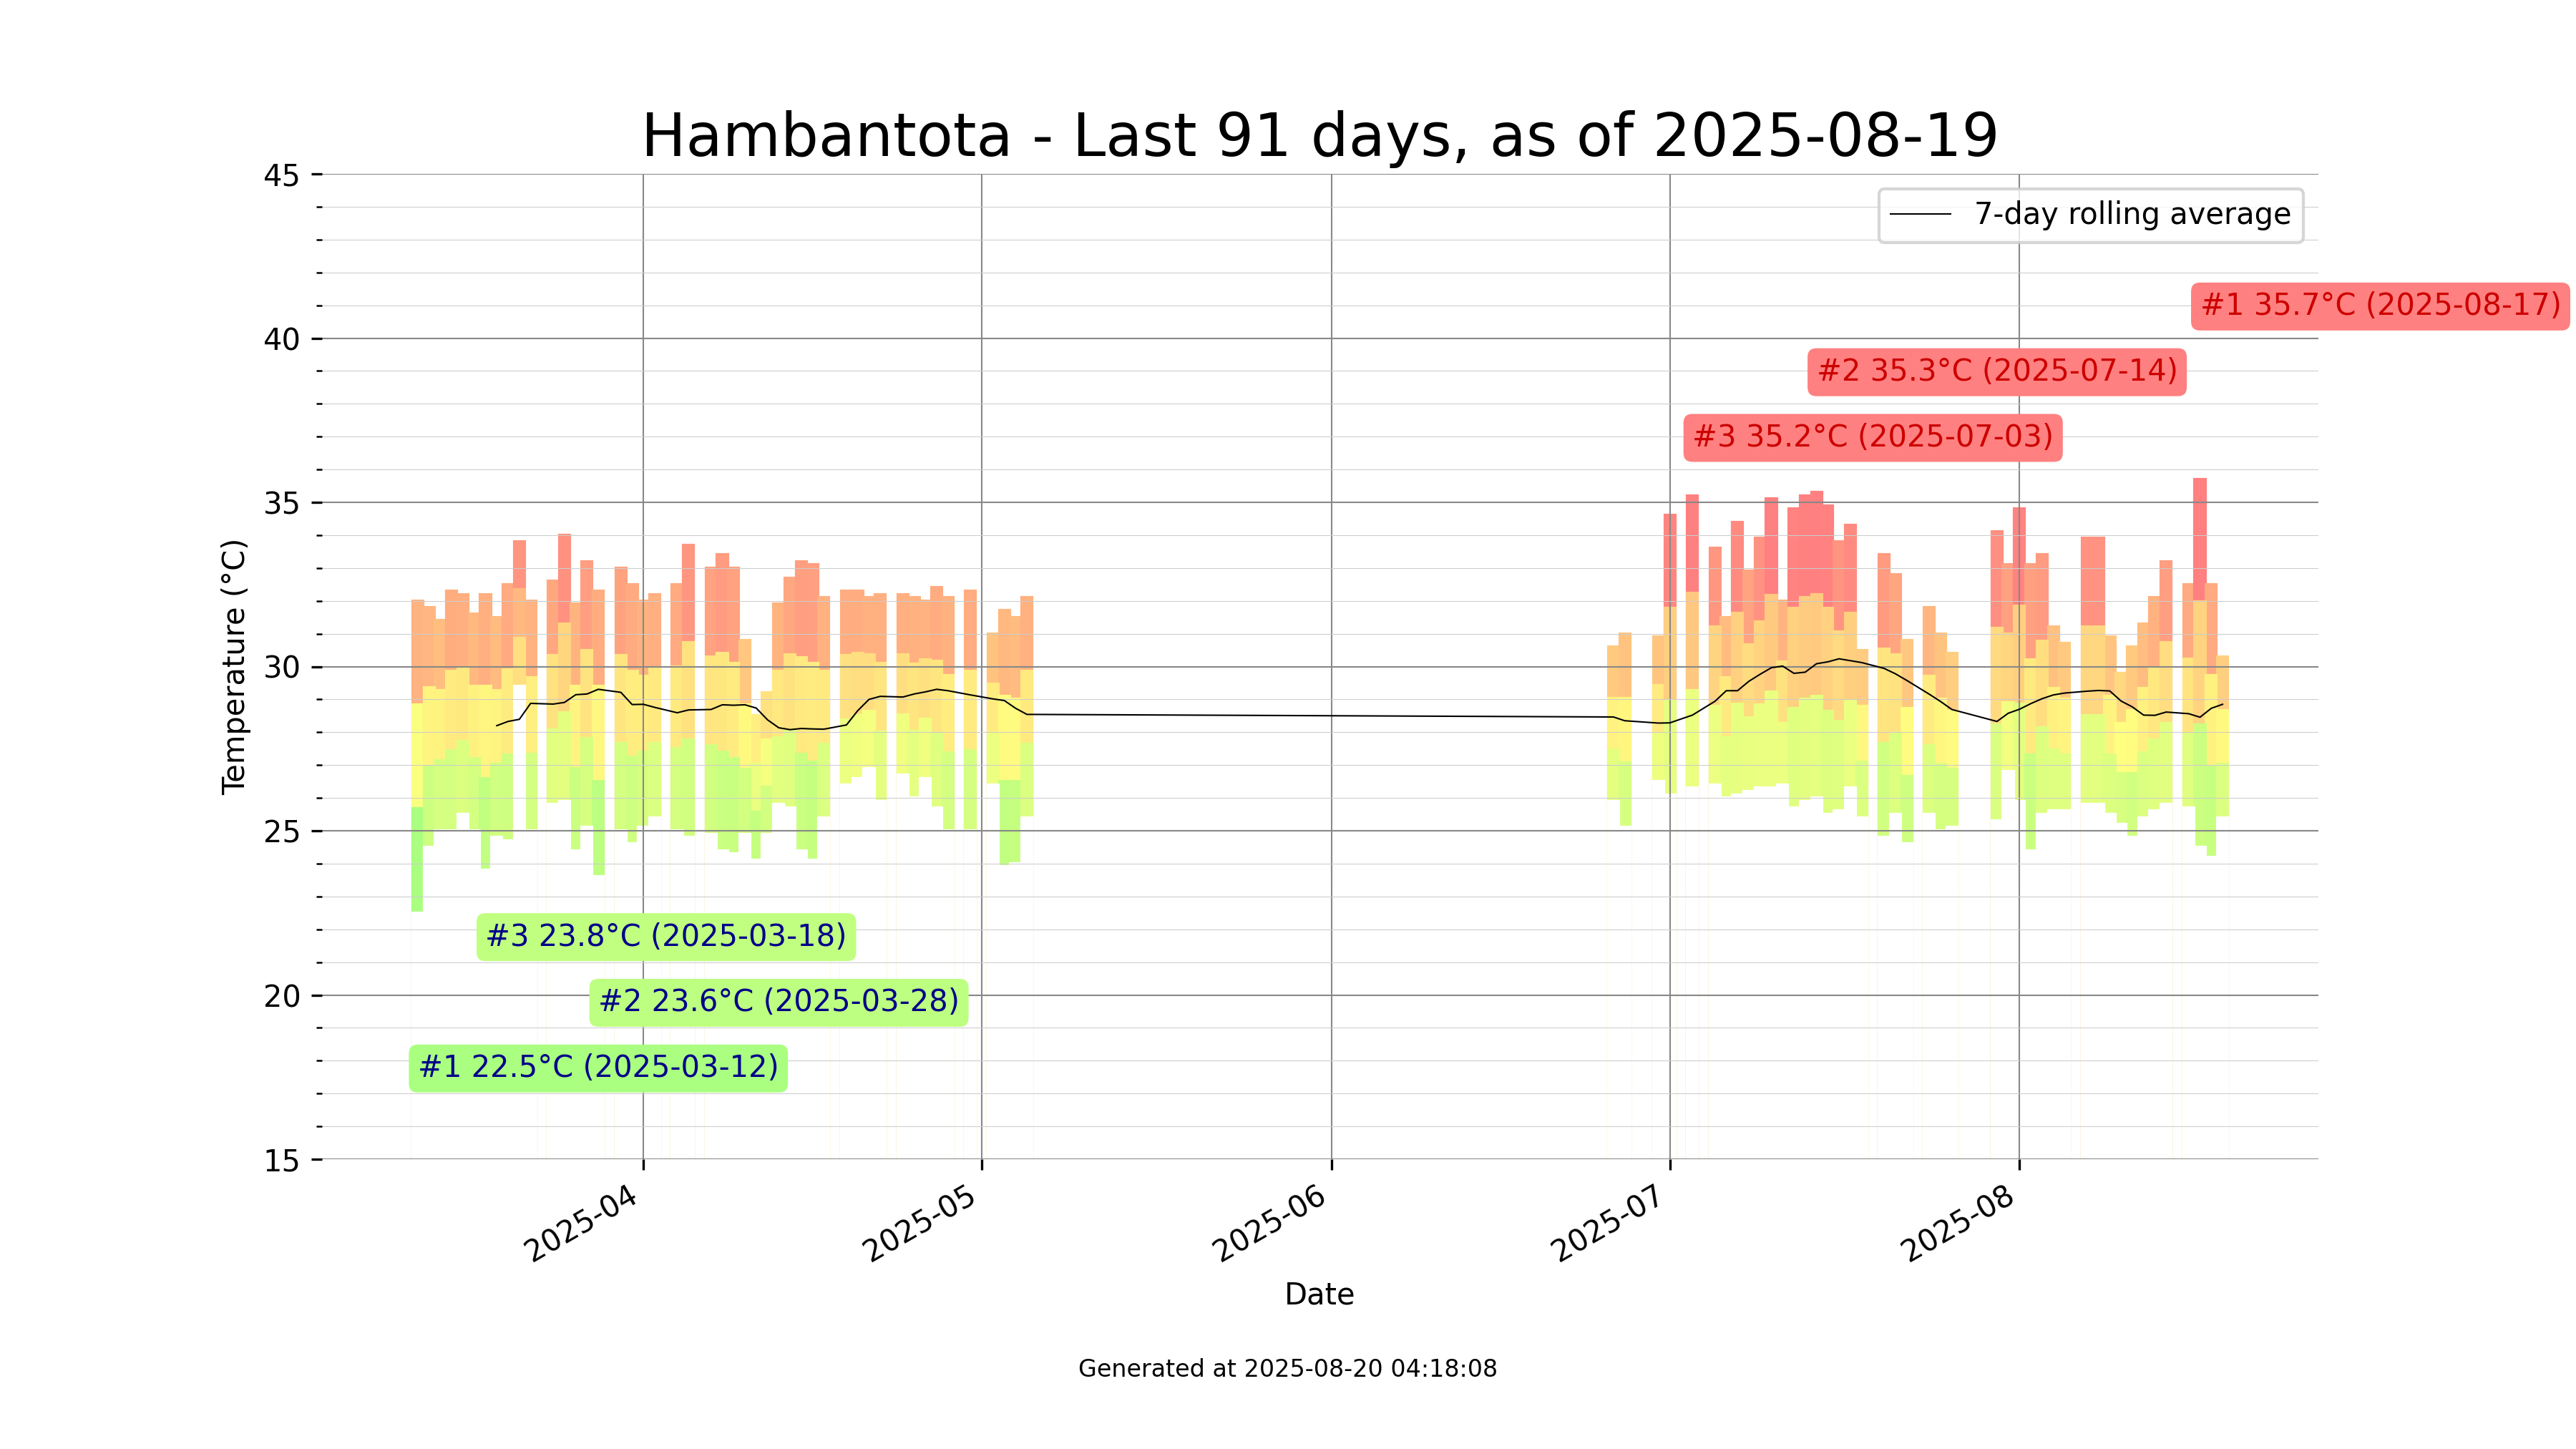 Hambantota - Last 91 days, as of 2025-08-19
45
40
35
30
25
20
15
Temperature (°C)
7-day rolling average
#1 35.7°C (2025-08-17)
#2 35.3°C (2025-07-14)
#3 35.2°C (2025-07-03)
#3 23.8°C (2025-03-18)
#2 23.6°C (2025-03-28)
#1 22.5°C (2025-03-12)
2025-04
2025-05
2025-06
2025-07
2025-08
Date
Generated at 2025-08-20 04:18:08